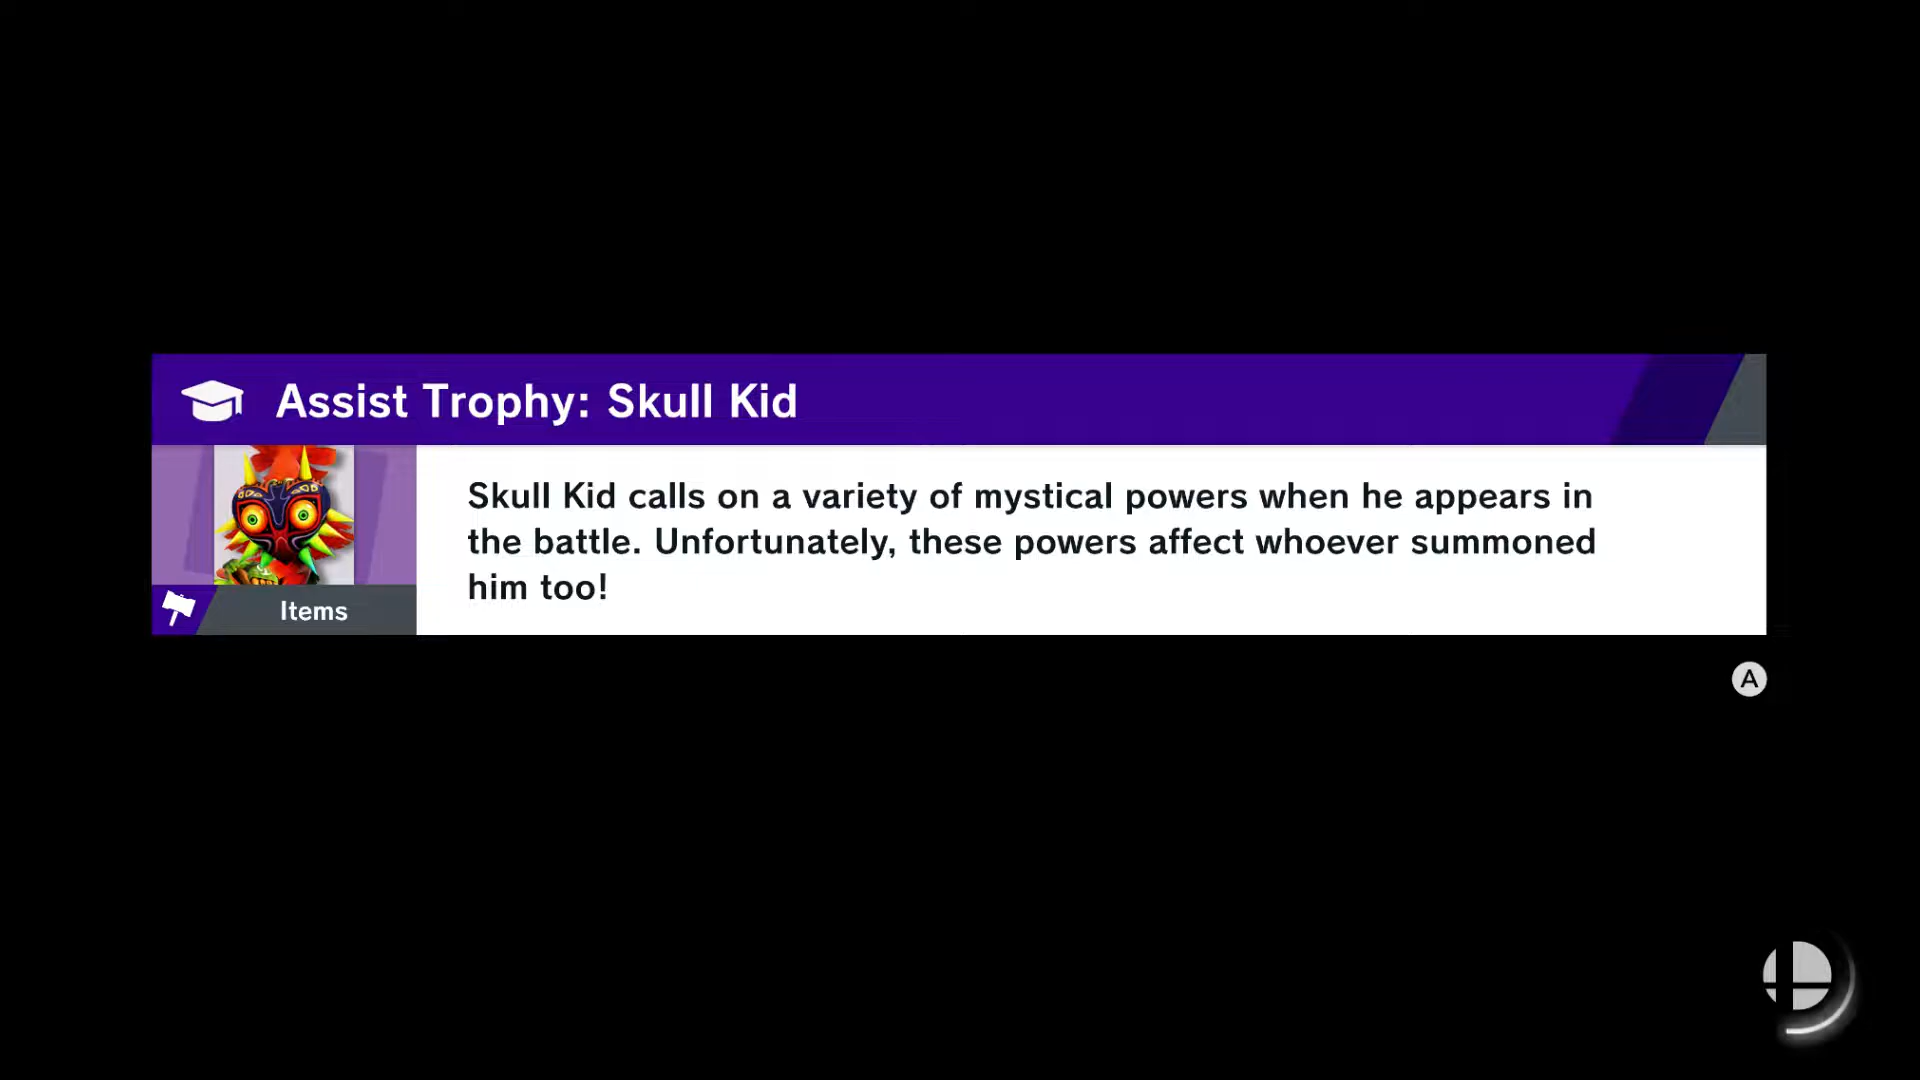 Assist Trophy: Skull Kid
Skull Kid calls on a variety of mystical powers when he appears in
the battle. Unfortunately, these powers affect whoever summoned
him too!
Items
A